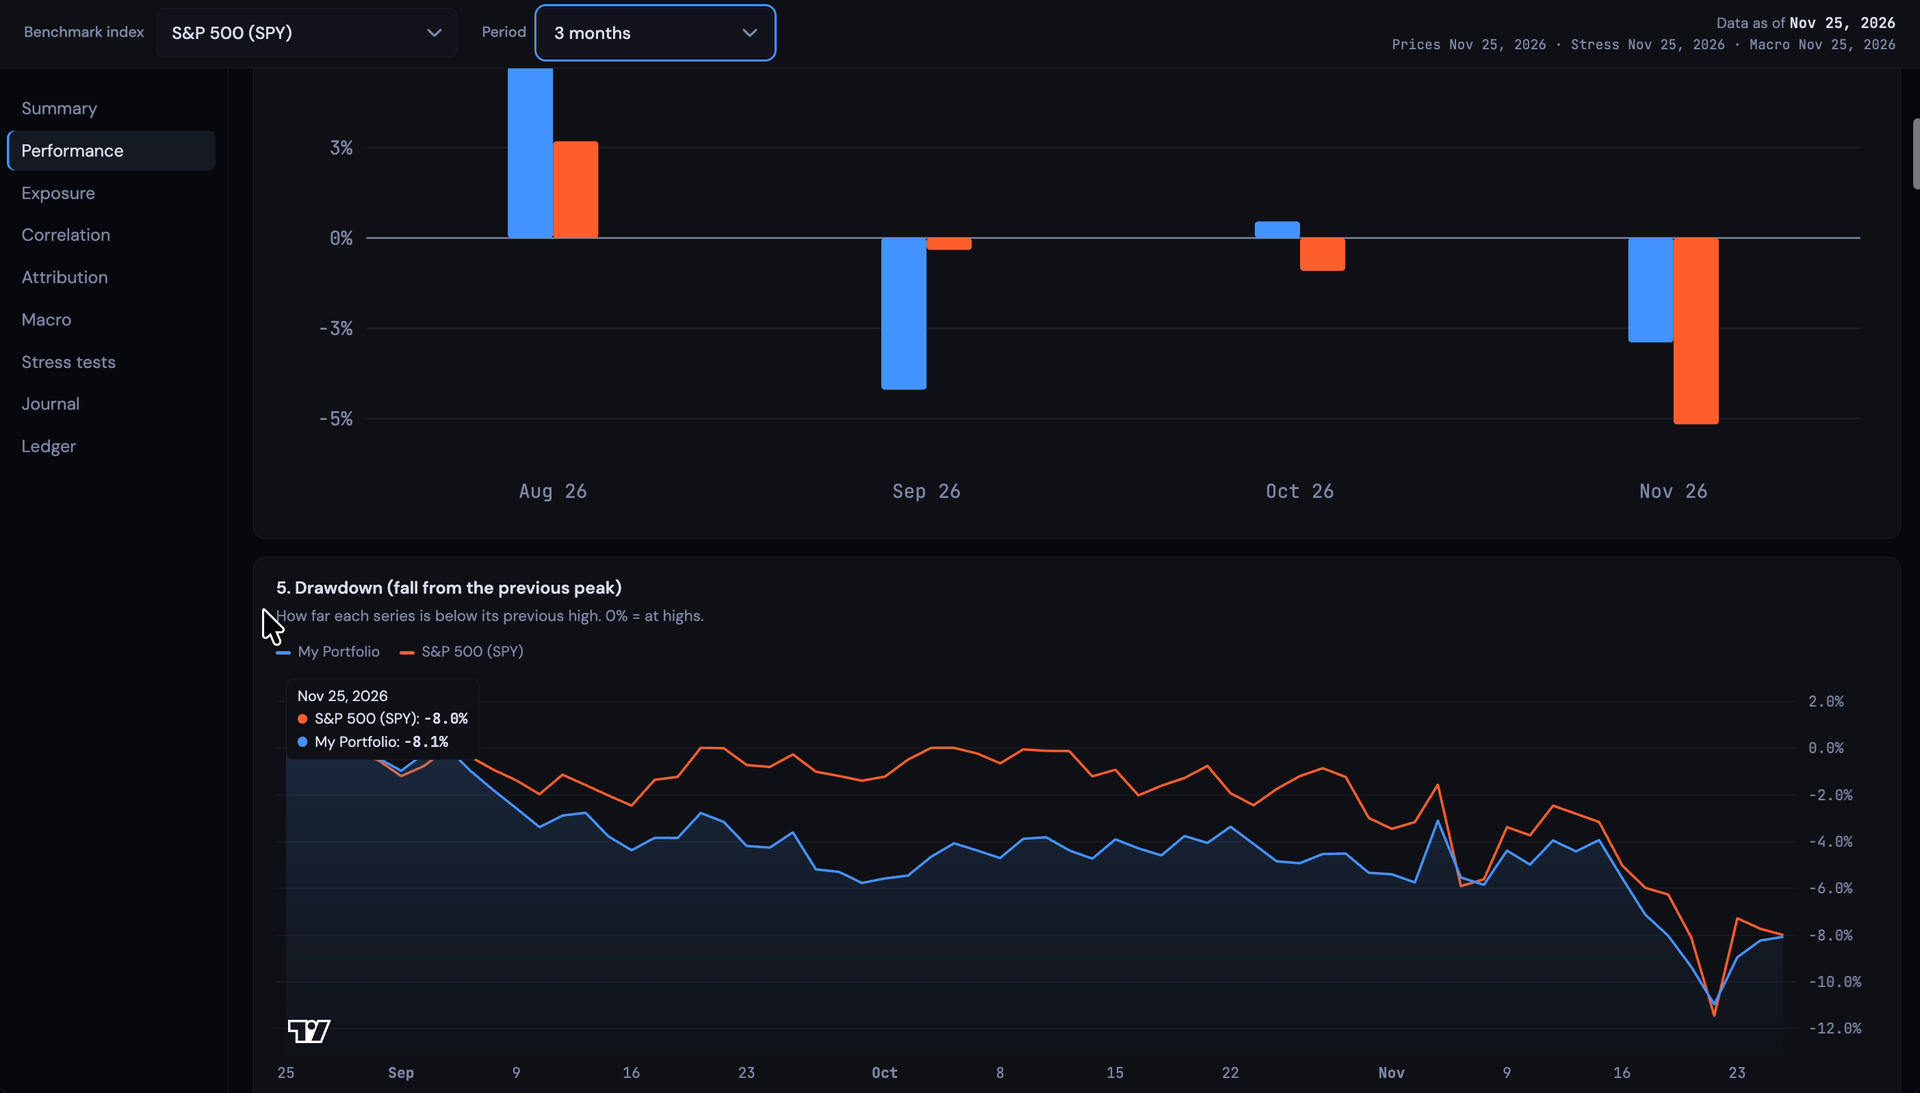 Benchmark index
S&P 500 (SPY)
Period
3 months
Data as of Nov 25, 2026
Prices Nov 25, 2026 · Stress Nov 25, 2026 · Macro Nov 25, 2026
Summary
Performance
Exposure
Correlation
Attribution
Macro
Stress tests
Journal
Ledger
3%
0%
-3%
-5%
Aug 26
Sep 26
Oct 26
Nov 26
5. Drawdown (fall from the previous peak)
How far each series is below its previous high. 0% = at highs.
My Portfolio
S&P 500 (SPY)
Nov 25, 2026
S&P 500 (SPY): -8.0%
My Portfolio: -8.1%
2.0%
0.0%
-2.0%
-4.0%
-6.0%
-8.0%
-10.0%
-12.0%
25
Sep
9
16
23
Oct
8
15
22
Nov
9
16
23